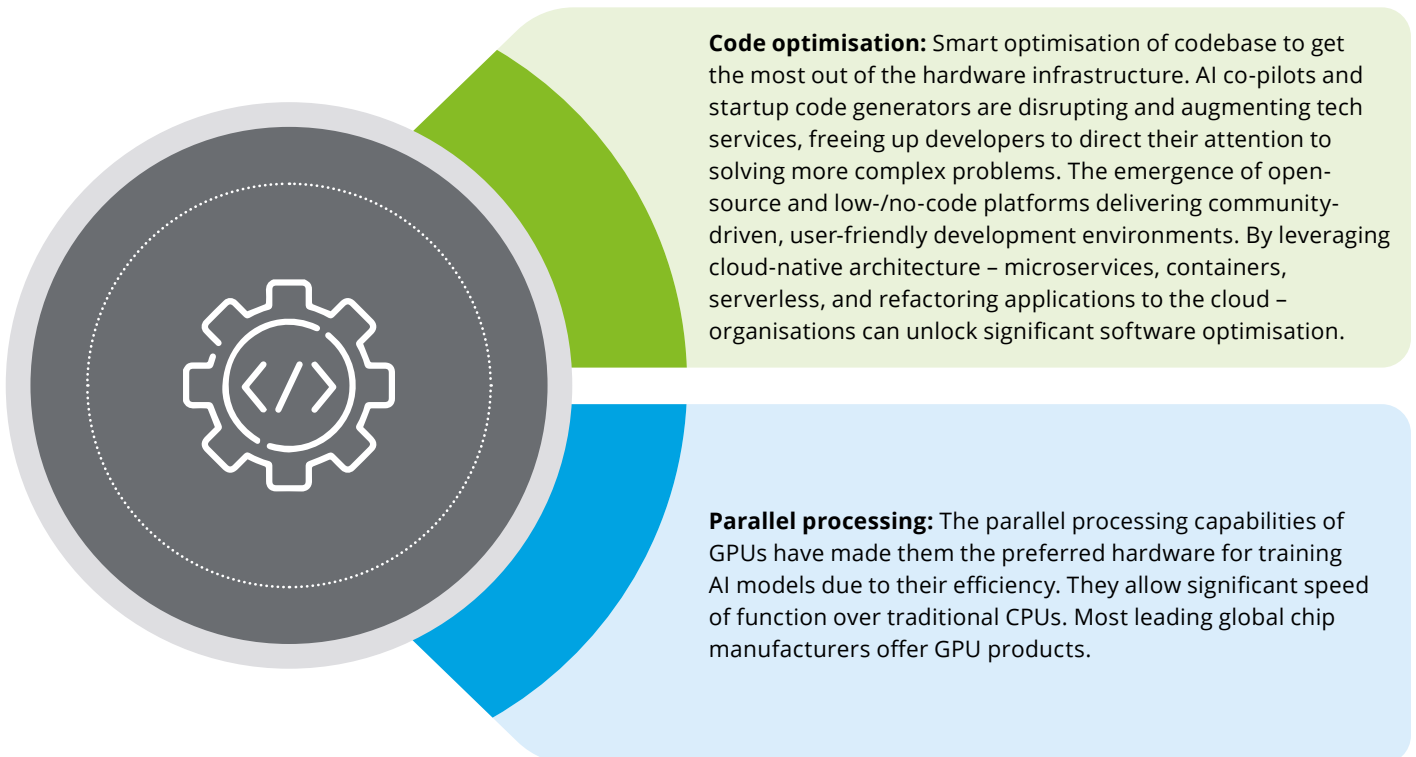 Code optimisation: Smart optimisation of codebase to get
the most out of the hardware infrastructure. AI co-pilots and
startup code generators are disrupting and augmenting tech
services, freeing up developers to direct their attention to
solving more complex problems. The emergence of open-
source and low-/no-code platforms delivering community-
driven, user-friendly development environments. By leveraging
cloud-native architecture – microservices, containers,
serverless, and refactoring applications to the cloud –
organisations can unlock significant software optimisation.
Parallel processing: The parallel processing capabilities of
GPUs have made them the preferred hardware for training
AI models due to their efficiency. They allow significant speed
of function over traditional CPUs. Most leading global chip
manufacturers offer GPU products.